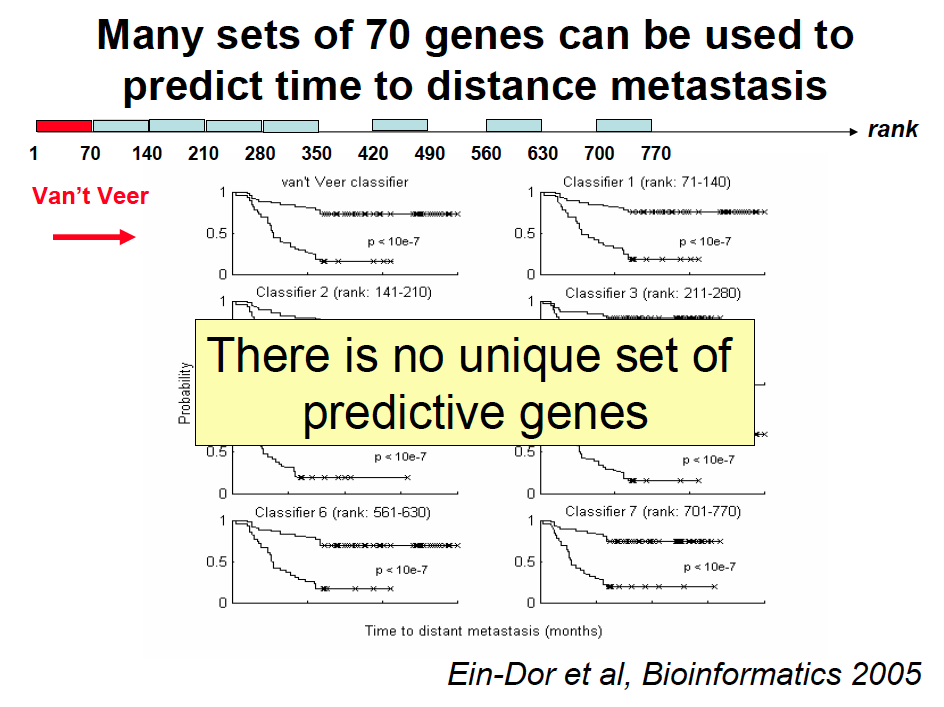 Many sets of 70 genes can be used to
predict time to distance metastasis
rank
1 70 140 210 280 350 420 490 560 630 700 770
Van't Veer
van't Veer classifier
1
0.5
0
p < 10e-7
Classifier 1 (rank: 71-140)
1
0.5
0
p < 10e-7
Classifier 2 (rank: 141-210)
1
Classifier 3 (rank: 211-280)
1
There is no unique set of
predictive genes
Probability
0.5
0
p < 10e-7
0.5
0
p < 10e-7
Classifier 6 (rank: 561-630)
1
0.5
0
p < 10e-7
Classifier 7 (rank: 701-770)
1
0.5
0
p < 10e-7
Time to distant metastasis (months)
Ein-Dor et al, Bioinformatics 2005